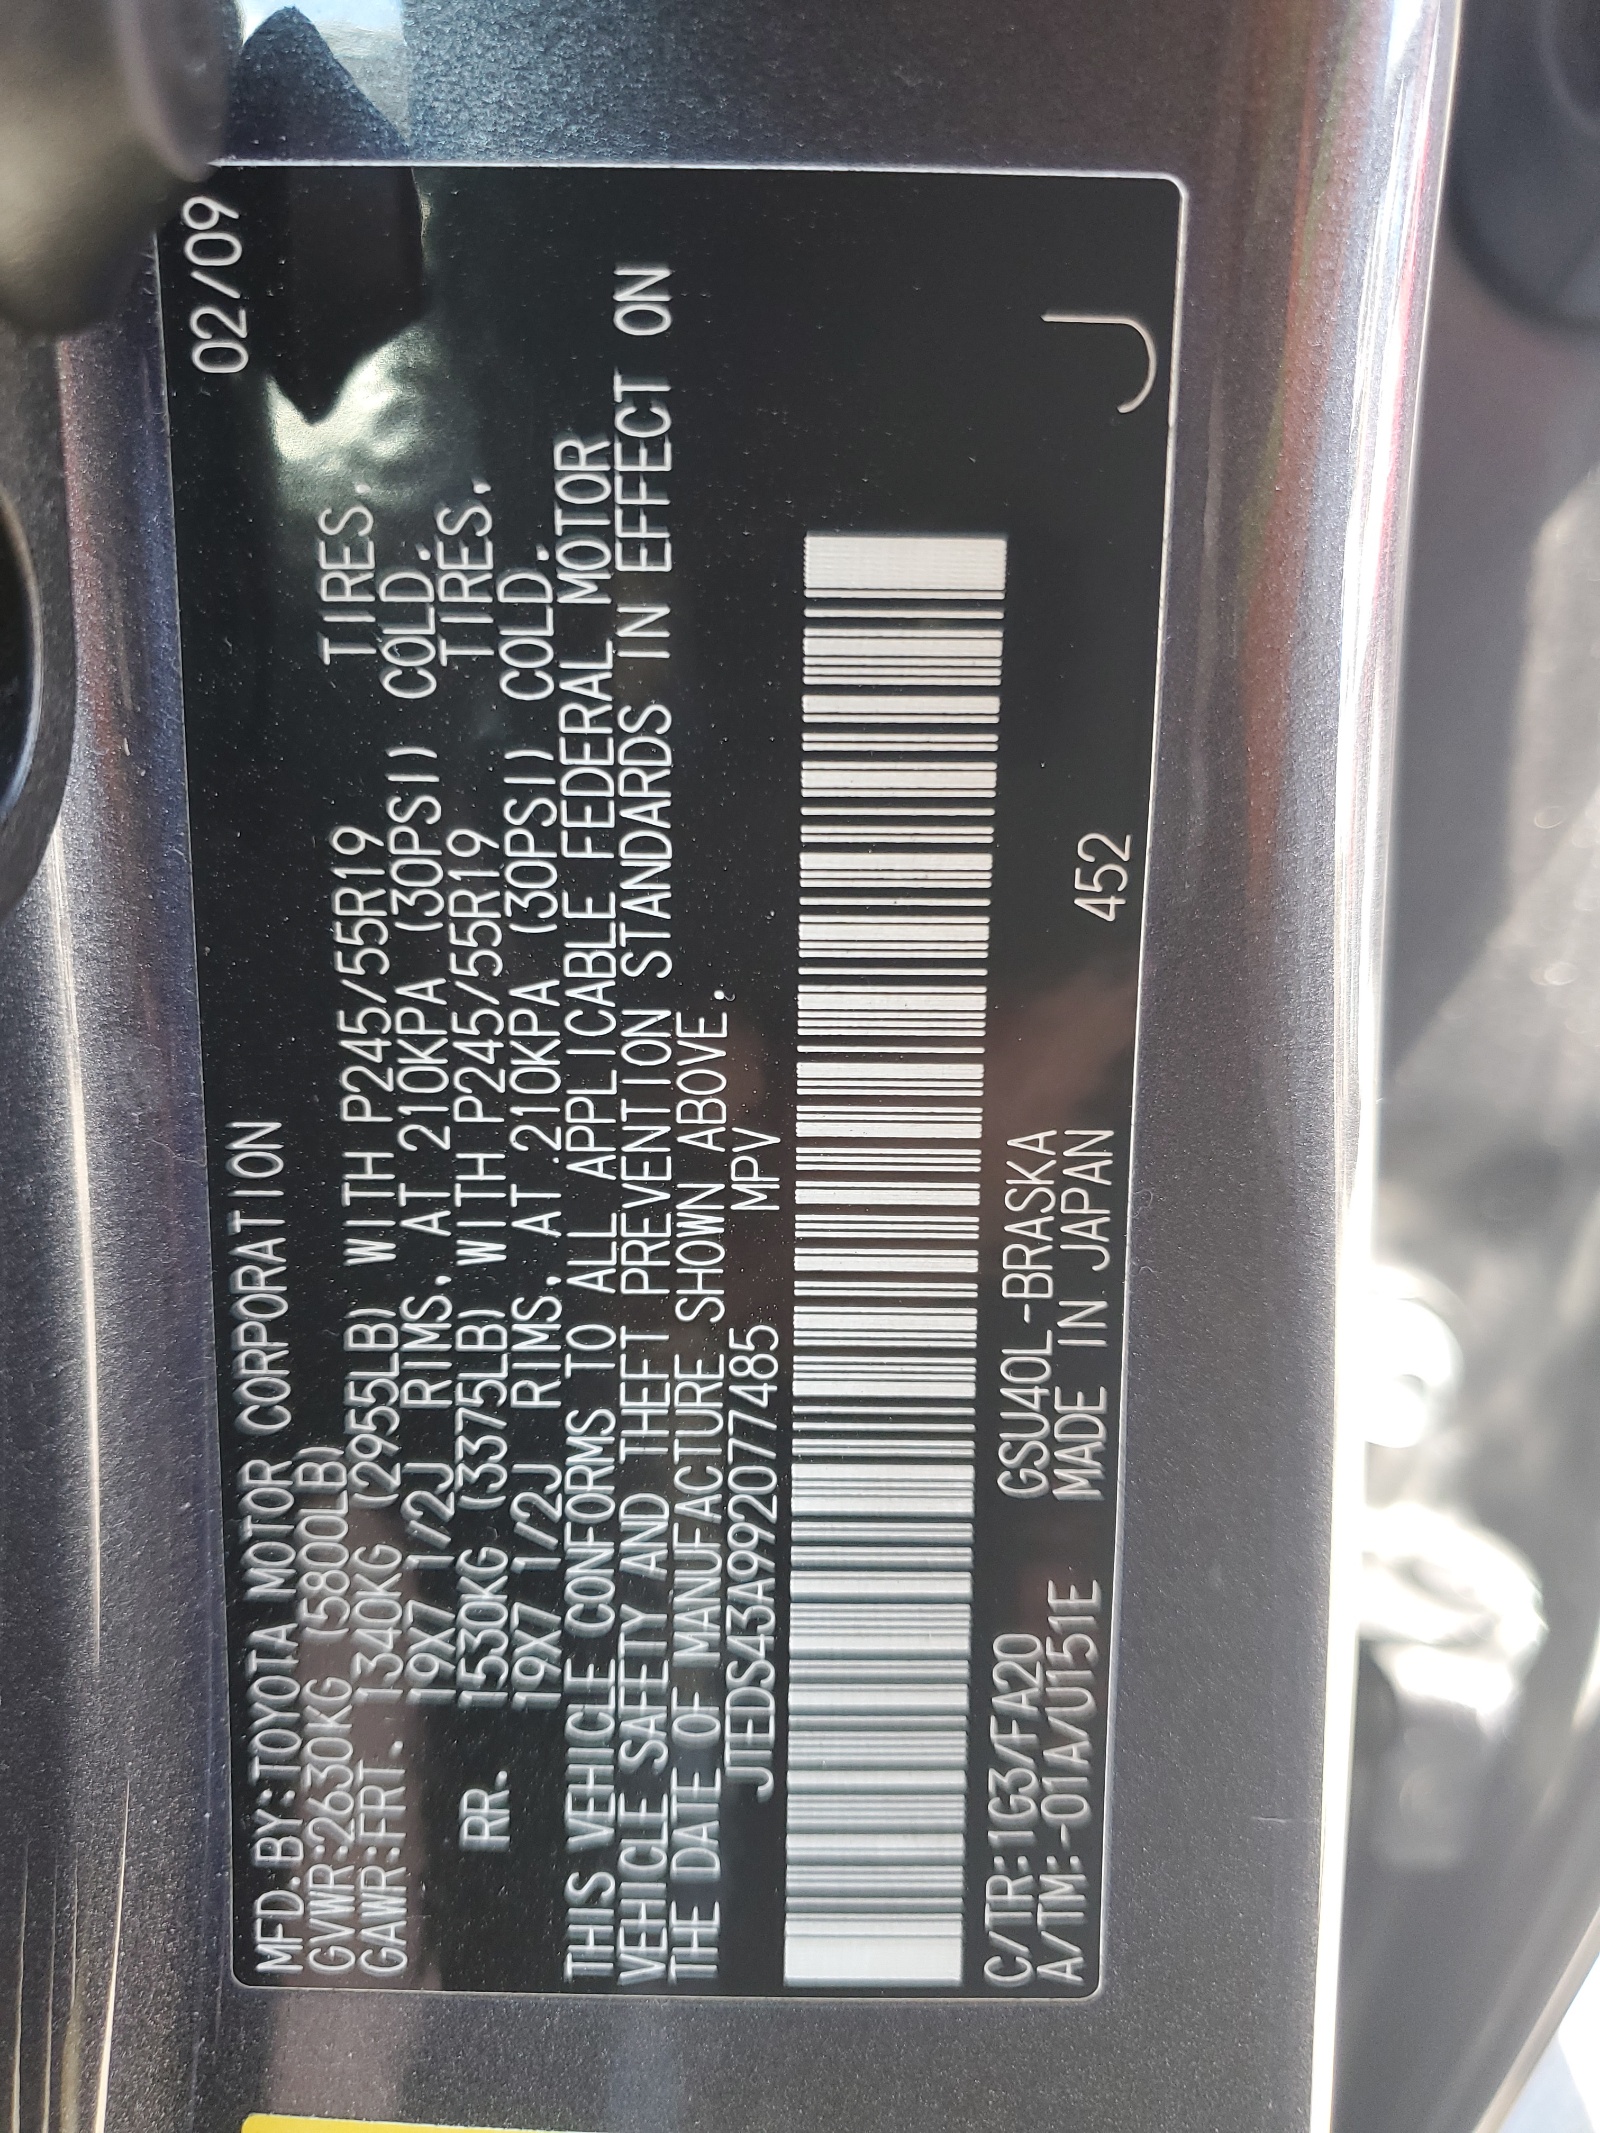 MFD.BY:TOYOTA MOTOR CORPORATION 02/09
GVWR:2630KG (5800LB)
GAWR:FRT. 1340KG (2955LB) WITH P245/55R19 TIRES,
19X7 1/2J RIMS, AT 210KPA (30PSI) COLD.
RR. 1530KG (3375LB) WITH P245/55R19 TIRES,
19X7 1/2J RIMS, AT 210KPA (30PSI) COLD.
THIS VEHICLE CONFORMS TO ALL APPLICABLE FEDERAL MOTOR
VEHICLE SAFETY AND THEFT PREVENTION STANDARDS IN EFFECT ON
THE DATE OF MANUFACTURE SHOWN ABOVE.
JTEDS43A992077485 MPV
C/TR:1G3/FA20 GSU40L-BRASKA
A/TM:-01A/U151E MADE IN JAPAN 452 J